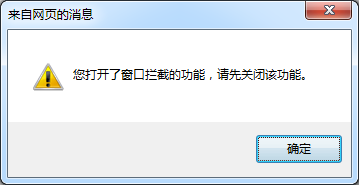 来自网页的消息
您打开了窗口拦截的功能，请先关闭该功能。
确定